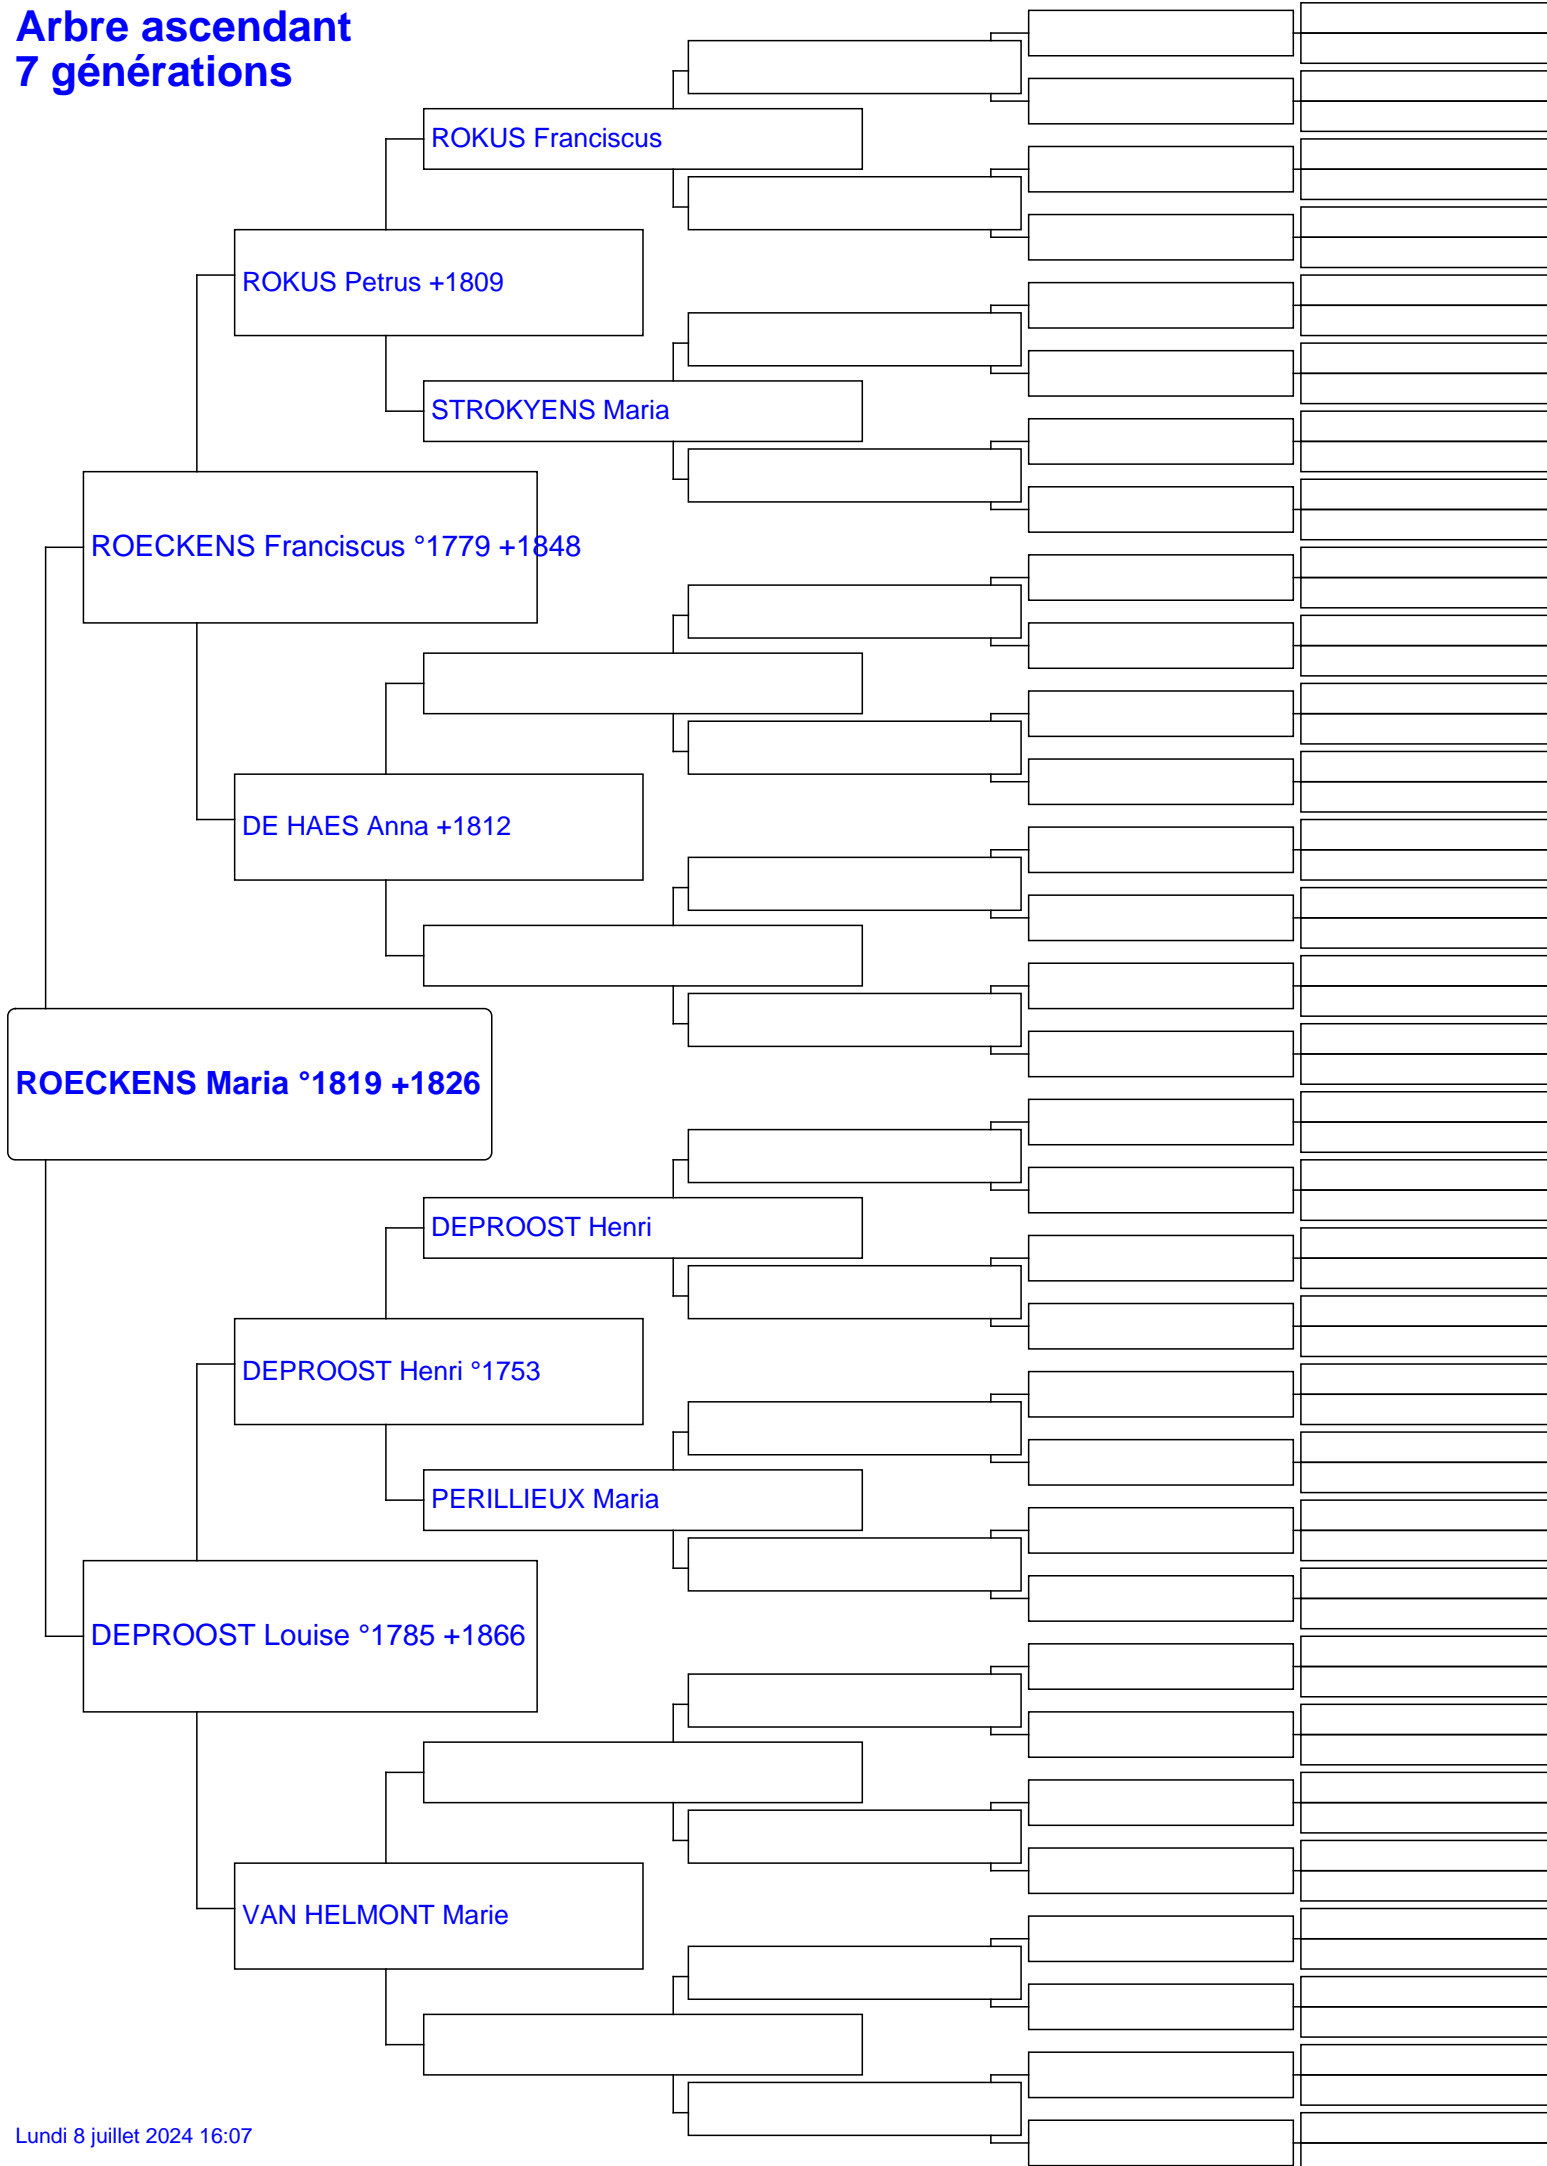 Arbre ascendant
7 générations
ROKUS Franciscus
ROKUS Petrus +1809
STROKYENS Maria
ROECKENS Franciscus °1779 +1848
DE HAES Anna +1812
ROECKENS Maria °1819 +1826
DEPROOST Henri
DEPROOST Henri °1753
PERILLIEUX Maria
DEPROOST Louise °1785 +1866
VAN HELMONT Marie
Lundi 8 juillet 2024 16:07